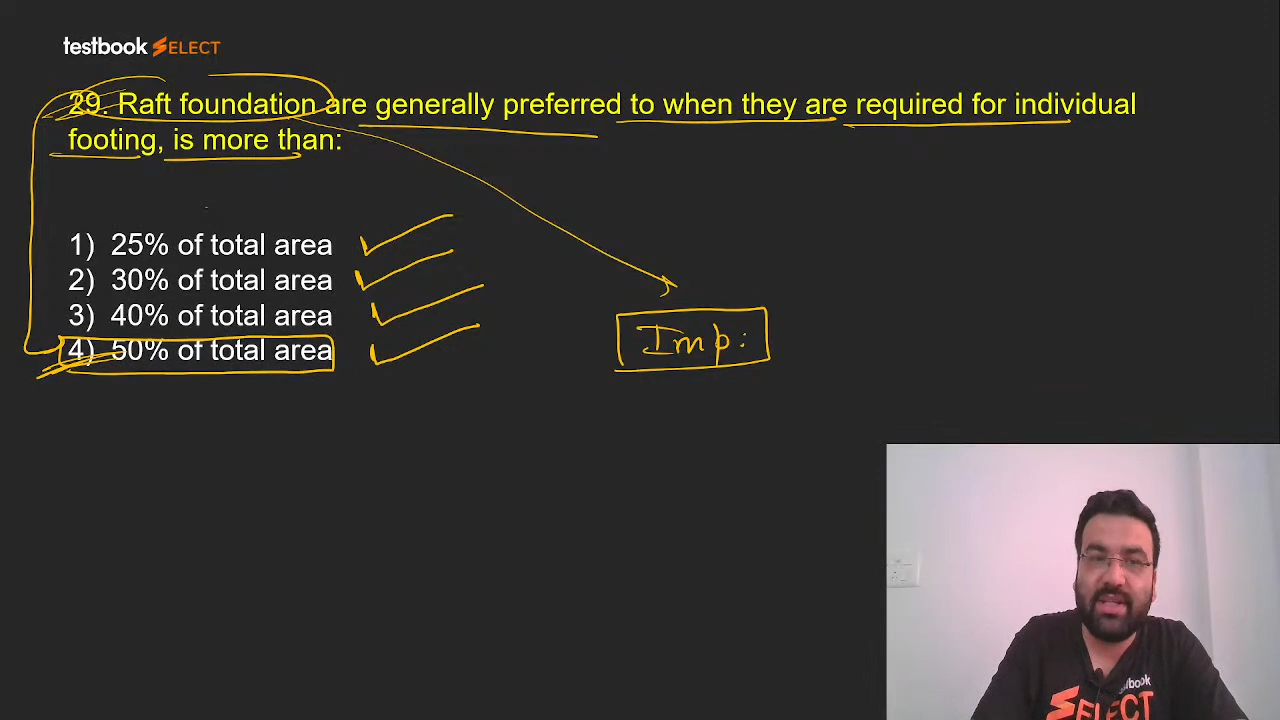 testbook SELECT
29. Raft foundation are generally preferred to when they are required for individual
footing, is more than:
1) 25% of total area
2) 30% of total area
3) 40% of total area
4) 50% of total area
Imp:
testbook
SELECT